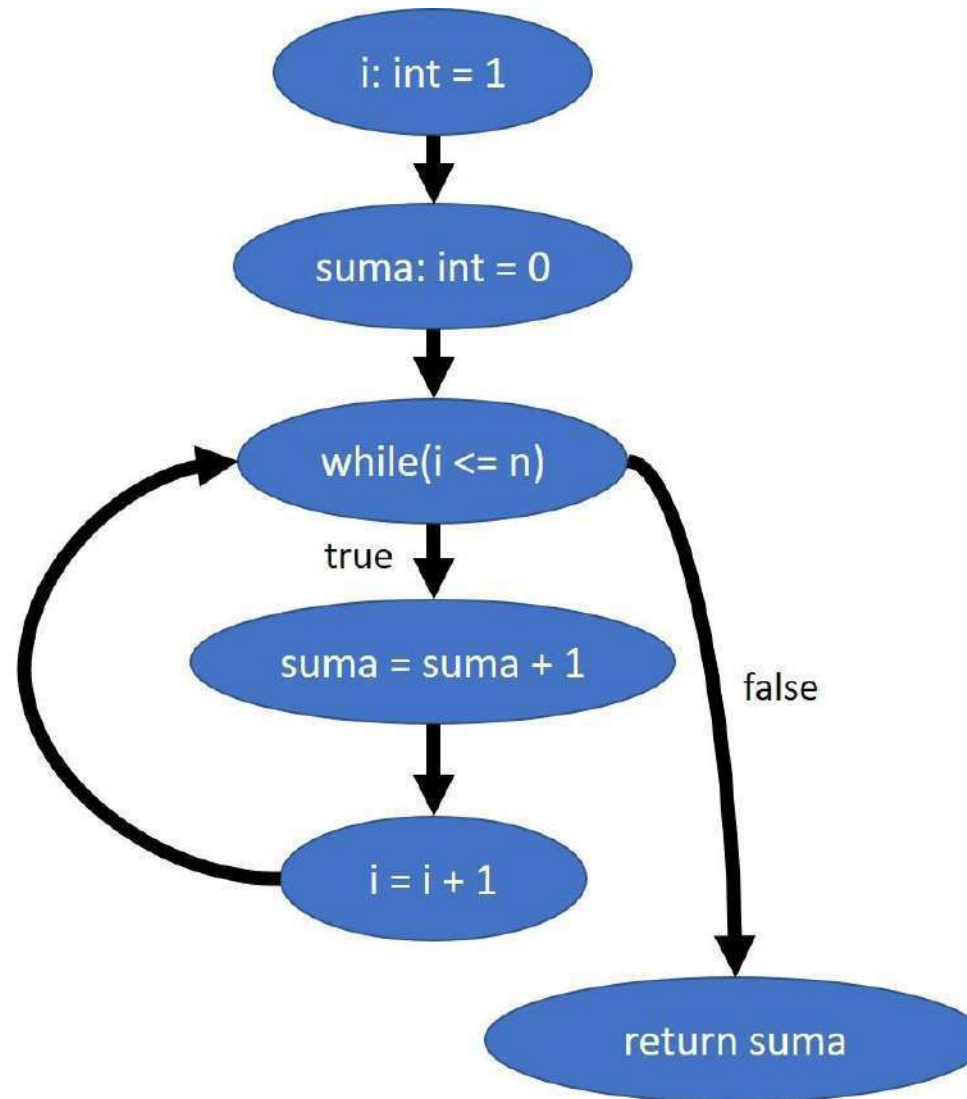 i: int = 1
suma: int = 0
while(i <= n)
true
suma = suma + 1
false
i = i + 1
return suma